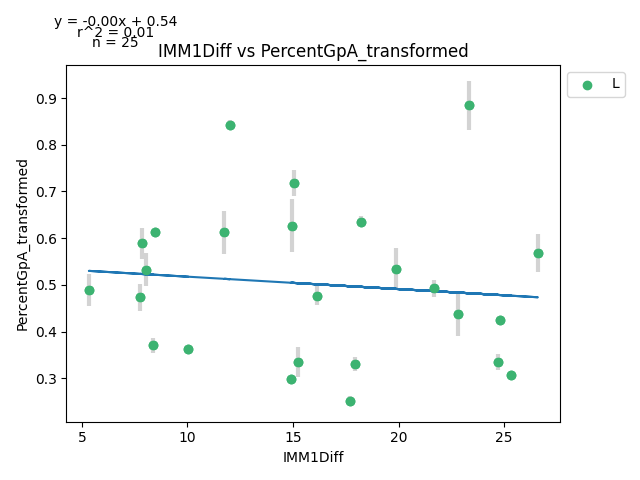 y = -0.00x + 0.54
r^2 = 0.01
n = 25
IMM1Diff vs PercentGpA_transformed
L
PercentGpA_transformed
0.9
0.8
0.7
0.6
0.5
0.4
0.3
5 10 15 20 25
IMM1Diff